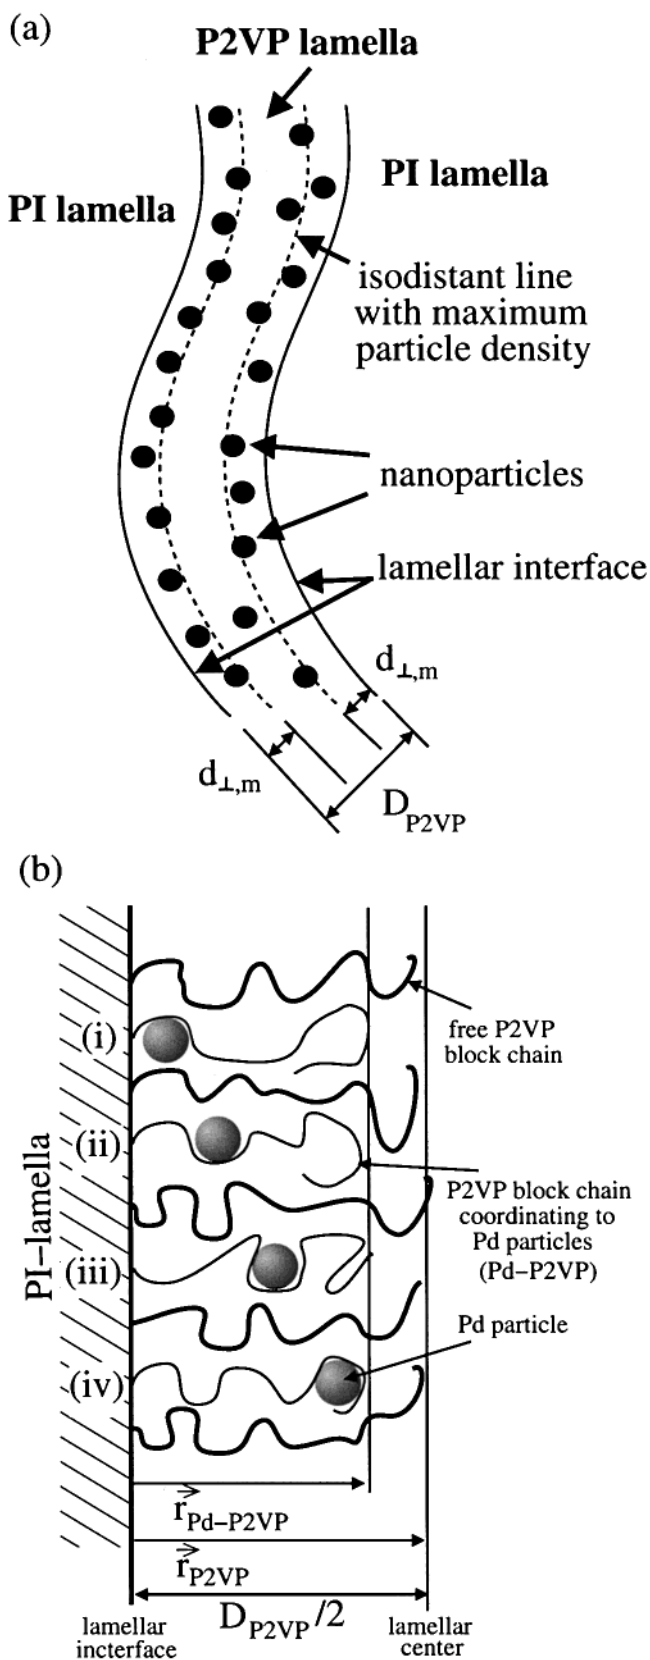 (a)
P2VP lamella
PI lamella
PI lamella
isodistant line
with maximum
particle density
nanoparticles
lamellar interface
d⊥,m
d⊥,m
D P2VP
(b)
PI-lamella
(i)
free P2VP
block chain
(ii)
P2VP block chain
coordinating to
Pd particles
(Pd-P2VP)
(iii)
Pd particle
(iv)
r⃗ Pd-P2VP
r⃗ P2VP
D P2VP /2
lamellar
incterface
lamellar
center